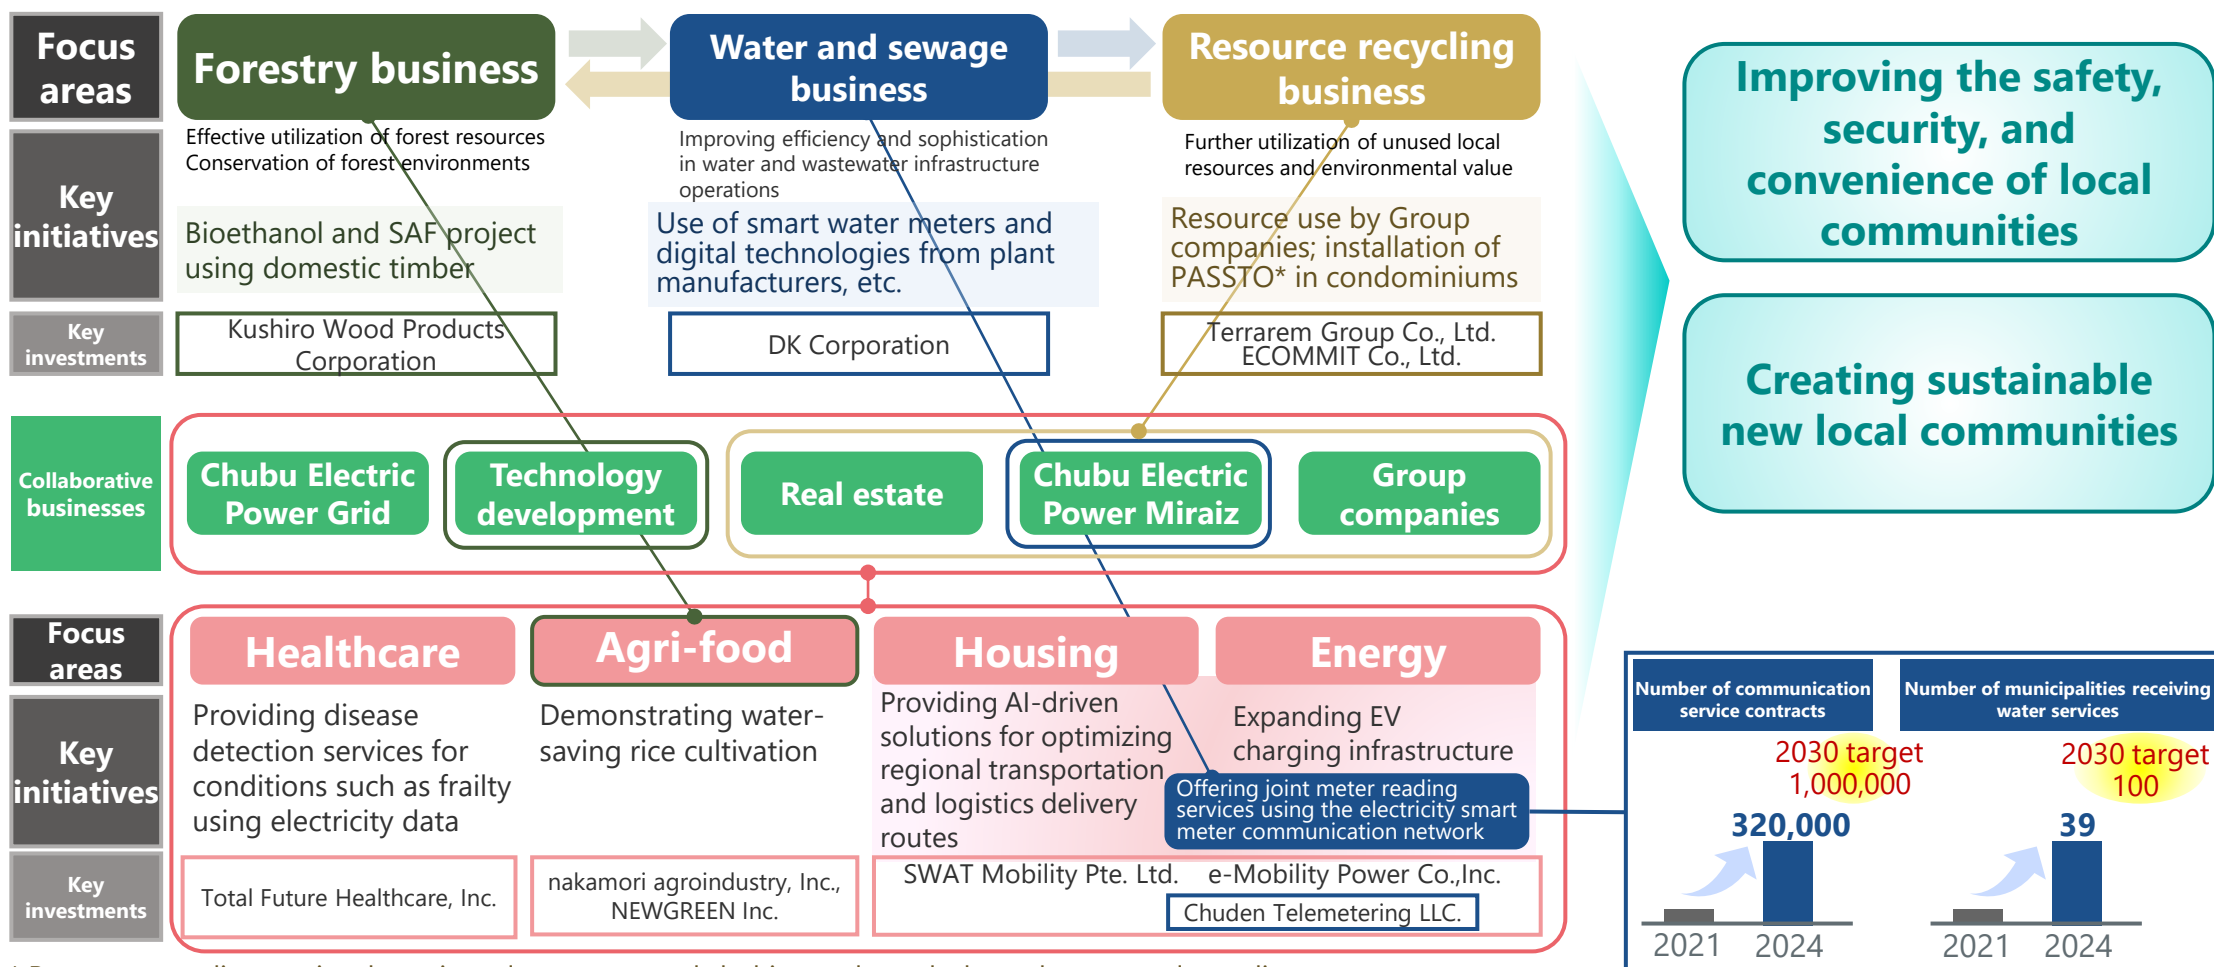 Focus
areas
Forestry business
Water and sewage
business
Resource recycling
business
Key
initiatives
Effective utilization of forest resources
Conservation of forest environments
Improving efficiency and sophistication
in water and wastewater infrastructure
operations
Further utilization of unused local
resources and environmental value
Bioethanol and SAF project
using domestic timber
Use of smart water meters and
digital technologies from plant
manufacturers, etc.
Resource use by Group
companies; installation of
PASSTO* in condominiums
Key
investments
Kushiro Wood Products
Corporation
DK Corporation
Terrarem Group Co., Ltd.
ECOMMIT Co., Ltd.
Collaborative
businesses
Chubu Electric
Power Grid
Technology
development
Real estate
Chubu Electric
Power Miraiz
Group
companies
Focus
areas
Healthcare
Agri-food
Housing
Energy
Key
initiatives
Providing disease
detection services for
conditions such as frailty
using electricity data
Demonstrating water-
saving rice cultivation
Providing AI-driven
solutions for optimizing
regional transportation
and logistics delivery
routes
Expanding EV
charging infrastructure
Offering joint meter reading
services using the electricity smart
meter communication network
Key
investments
Total Future Healthcare, Inc.
nakamori agroindustry, Inc.,
NEWGREEN Inc.
SWAT Mobility Pte. Ltd.
e-Mobility Power Co.,Inc.
Chuden Telemetering LLC.
Improving the safety,
security, and
convenience of local
communities
Creating sustainable
new local communities
Number of communication
service contracts
2030 target
1,000,000
320,000
2021 2024
Number of municipalities receiving
water services
2030 target
100
39
2021 2024